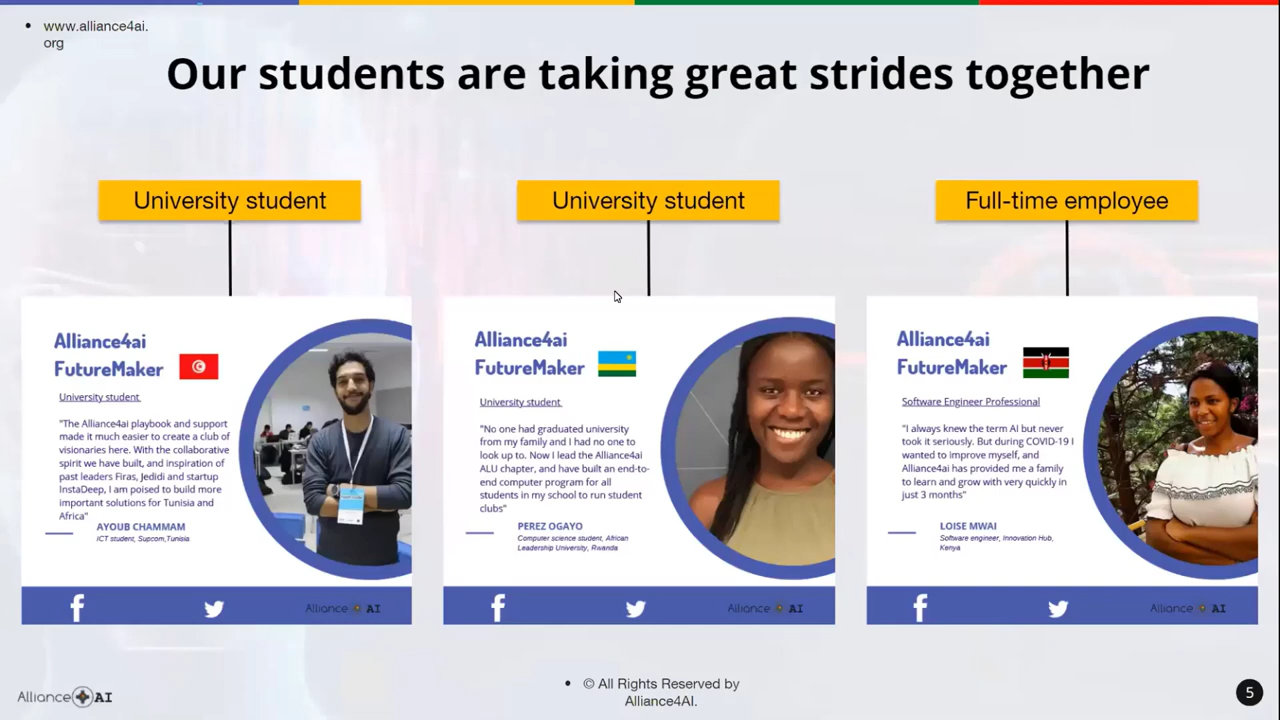 www.alliance4ai.
org
Our students are taking great strides together
University student
University student
Full-time employee
Alliance4ai
FutureMaker
University student
"The Alliance4ai playbook and support
made it much easier to create a club of
visionaries here. With the collaborative
spirit we have built, and inspiration of
past leaders Firas, Jedidi and startup
InstaDeep, I am poised to build more
important solutions for Tunisia and
Africa"
AYOUB CHAMMAM
ICT student, Supcom,Tunisia
Alliance AI
Alliance4ai
FutureMaker
University student
"No one had graduated university
from my family and I had no one to
look up to. Now I lead the Alliance4ai
ALU chapter, and have built an end-to-
end computer program for all
students in my school to run student
clubs"
PEREZ OGAYO
Computer science student, African
Leadership University, Rwanda
Alliance AI
Alliance4ai
FutureMaker
Software Engineer Professional
"I always knew the term AI but never
took it seriously. But during COVID-19 I
wanted to improve myself, and
Alliance4ai has provided me a family
to learn and grow with very quickly in
just 3 months"
LOISE MWAI
Software engineer, Innovation Hub,
Kenya
Alliance AI
Alliance AI
© All Rights Reserved by
Alliance4AI.
5